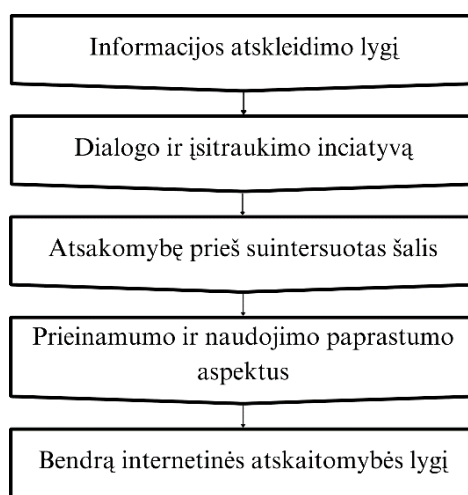 Informacijos atskleidimo lygį
Dialogo ir įsitraukimo inciatyvą
Atsakomybę prieš suintersuotas šalis
Prieinamumo ir naudojimo paprastumo
aspektus
Bendrą internetinės atskaitomybės lygį